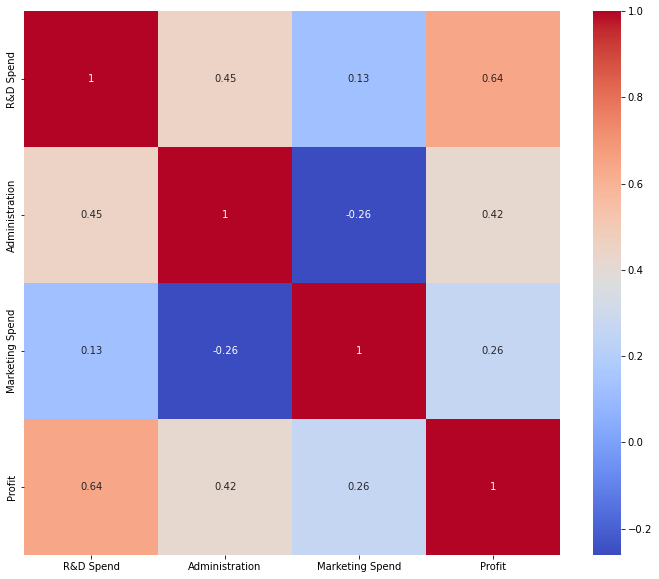 R&D Spend
1
0.45
0.13
0.64
Administration
0.45
1
-0.26
0.42
Marketing Spend
0.13
-0.26
1
0.26
Profit
0.64
0.42
0.26
1
R&D Spend
Administration
Marketing Spend
Profit
1.0
0.8
0.6
0.4
0.2
0.0
−0.2